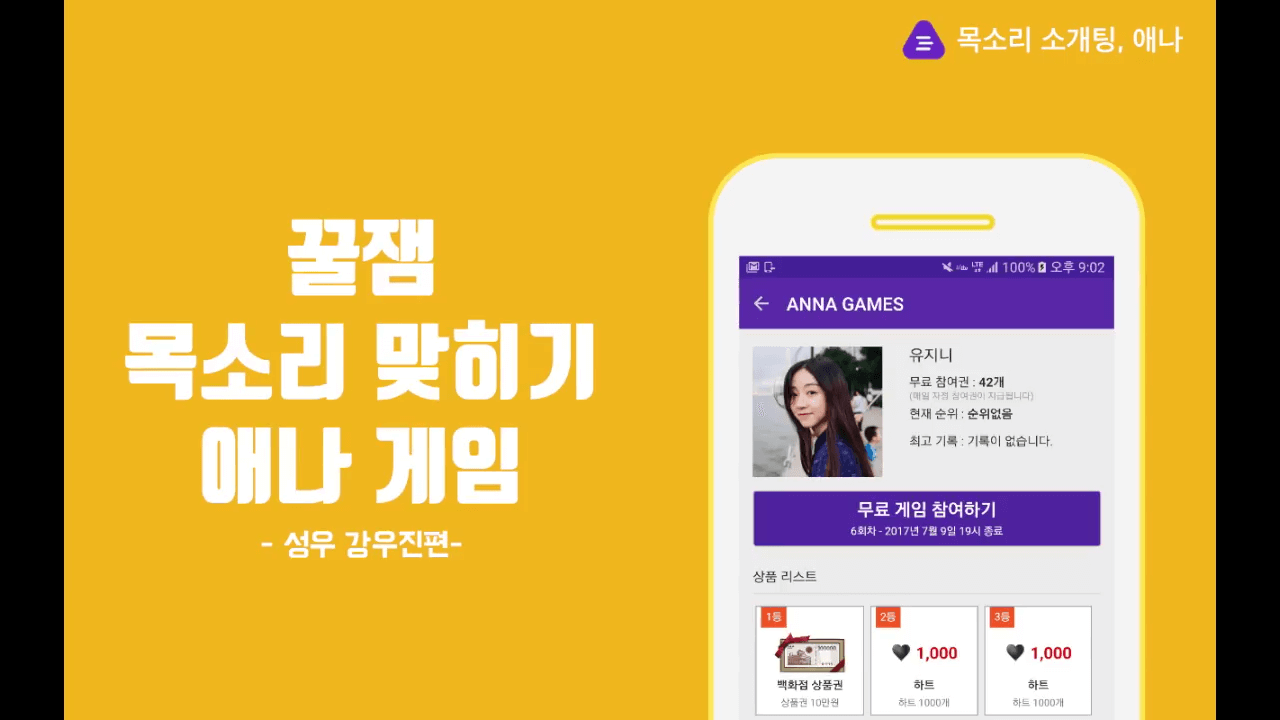 목소리 소개팅, 애나
꿀잼
목소리 맞히기
애나 게임
- 성우 강우진편-
LTE 100% 오후 9:02
ANNA GAMES
유지니
무료 참여권 : 42개
(매일 자정 참여권이 지급됩니다)
현재 순위 : 순위없음
최고 기록 : 기록이 없습니다.
무료 게임 참여하기
6회차 - 2017년 7월 9일 19시 종료
상품 리스트
1등
2등
3등
1,000
1,000
백화점 상품권
하트
하트
상품권 10만원
하트 1000개
하트 1000개